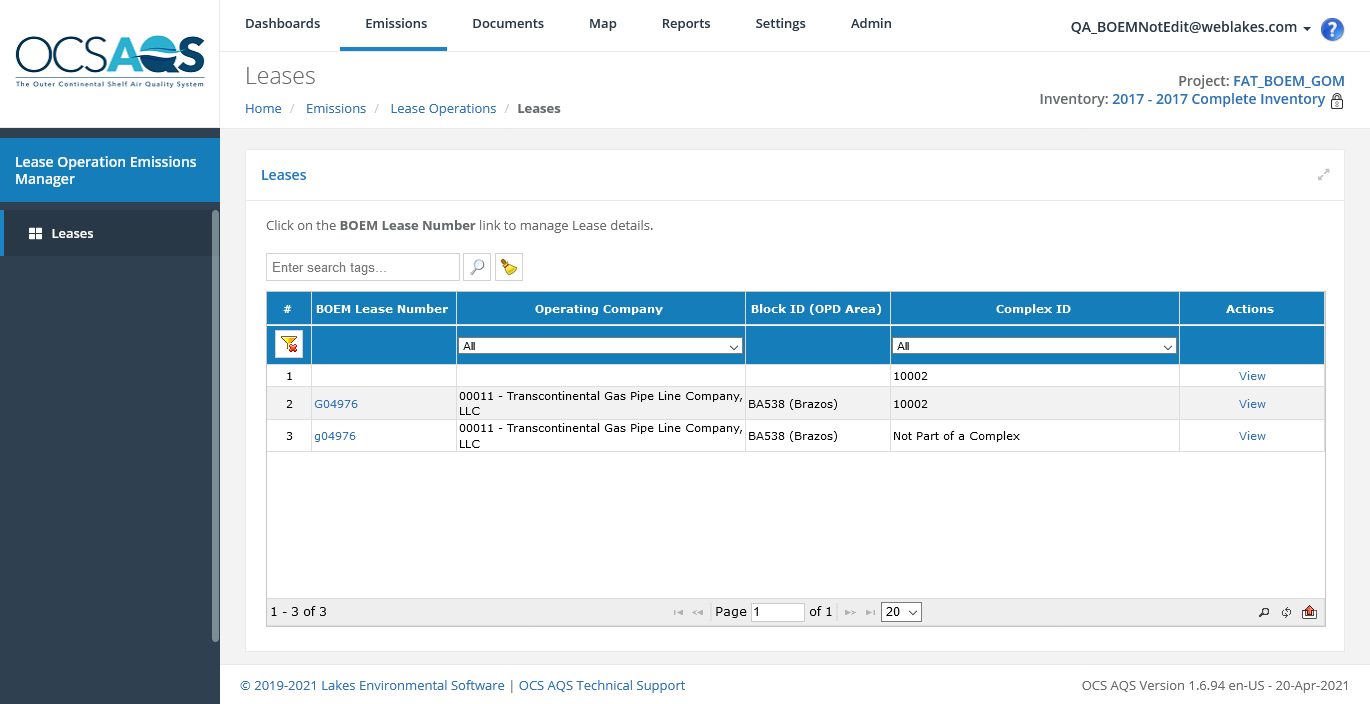 OCSAQS
The Outer Continental Shelf Air Quality System
Dashboards Emissions Documents Map Reports Settings Admin
QA_BOEMNotEdit@weblakes.com
?
Leases
Home / Emissions / Lease Operations / Leases
Project: FAT_BOEM_GOM
Inventory: 2017 - 2017 Complete Inventory
Lease Operation Emissions
Manager
Leases
Leases
Click on the BOEM Lease Number link to manage Lease details.
Enter search tags...
# BOEM Lease Number Operating Company Block ID (OPD Area) Complex ID Actions
All All
1 10002 View
2 G04976 00011 - Transcontinental Gas Pipe Line Company, LLC BA538 (Brazos) 10002 View
3 g04976 00011 - Transcontinental Gas Pipe Line Company, LLC BA538 (Brazos) Not Part of a Complex View
1 - 3 of 3 Page 1 of 1 20
© 2019-2021 Lakes Environmental Software | OCS AQS Technical Support
OCS AQS Version 1.6.94 en-US - 20-Apr-2021